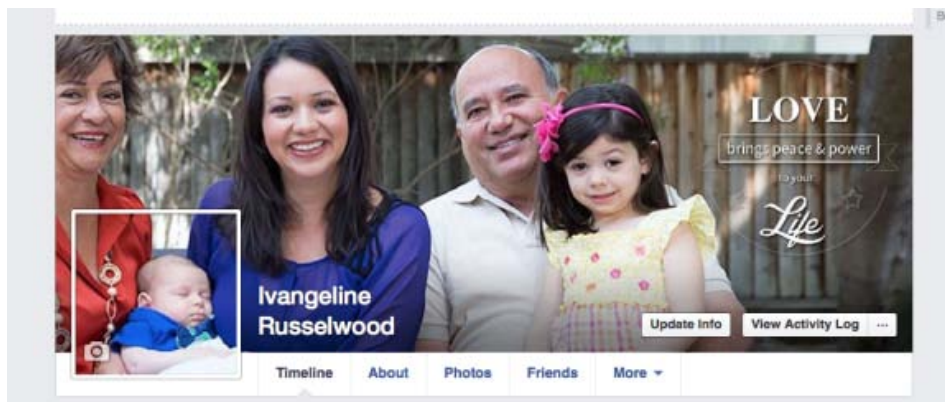 LOVE
brings peace & power
to your
Life
Ivangeline
Russelwood
Update Info
View Activity Log
...
Timeline
About
Photos
Friends
More